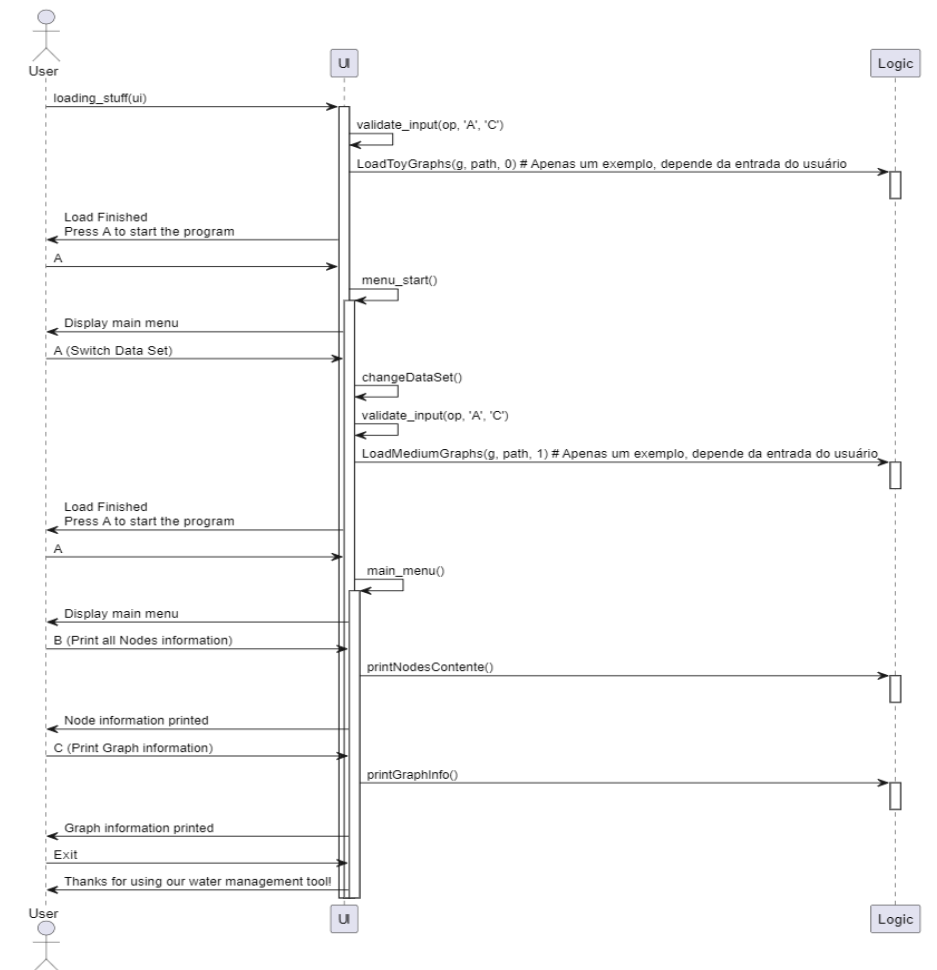 User
UI
Logic
loading_stuff(ui)
validate_input(op, 'A', 'C')
LoadToyGraphs(g, path, 0) # Apenas um exemplo, depende da entrada do usuário
Load Finished
Press A to start the program
A
menu_start()
Display main menu
A (Switch Data Set)
changeDataSet()
validate_input(op, 'A', 'C')
LoadMediumGraphs(g, path, 1) # Apenas um exemplo, depende da entrada do usuário
Load Finished
Press A to start the program
A
main_menu()
Display main menu
B (Print all Nodes information)
printNodesContente()
Node information printed
C (Print Graph information)
printGraphInfo()
Graph information printed
Exit
Thanks for using our water management tool!
User
UI
Logic